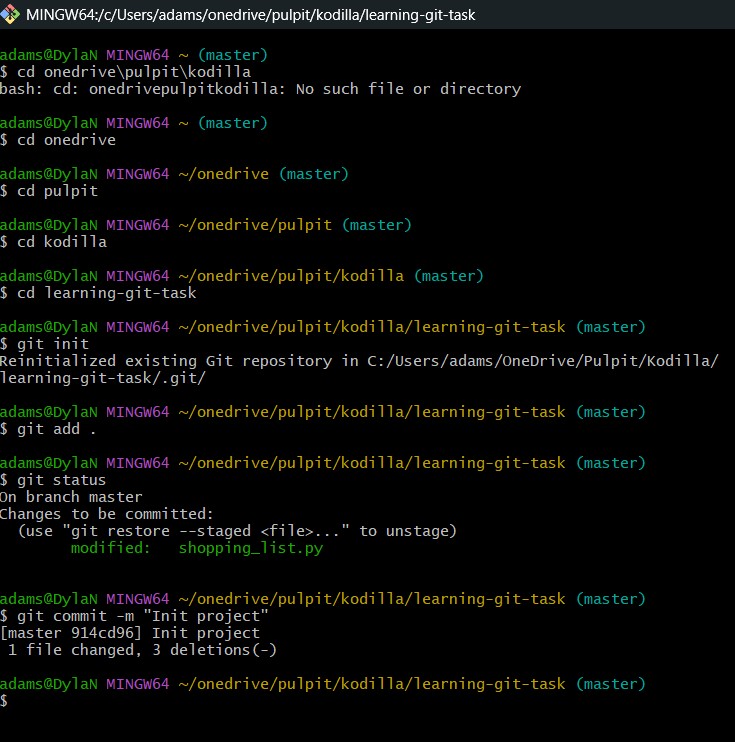 MINGW64:/c/Users/adams/onedrive/pulpit/kodilla/learning-git-task
adams@DylaN MINGW64 ~ (master)
$ cd onedrive\pulpit\kodilla
bash: cd: onedrivepulpitkodilla: No such file or directory
adams@DylaN MINGW64 ~ (master)
$ cd onedrive
adams@DylaN MINGW64 ~/onedrive (master)
$ cd pulpit
adams@DylaN MINGW64 ~/onedrive/pulpit (master)
$ cd kodilla
adams@DylaN MINGW64 ~/onedrive/pulpit/kodilla (master)
$ cd learning-git-task
adams@DylaN MINGW64 ~/onedrive/pulpit/kodilla/learning-git-task (master)
$ git init
Reinitialized existing Git repository in C:/Users/adams/OneDrive/Pulpit/Kodilla/
learning-git-task/.git/
adams@DylaN MINGW64 ~/onedrive/pulpit/kodilla/learning-git-task (master)
$ git add .
adams@DylaN MINGW64 ~/onedrive/pulpit/kodilla/learning-git-task (master)
$ git status
On branch master
Changes to be committed:
  (use "git restore --staged <file>..." to unstage)
        modified:   shopping_list.py
adams@DylaN MINGW64 ~/onedrive/pulpit/kodilla/learning-git-task (master)
$ git commit -m "Init project"
[master 914cd96] Init project
 1 file changed, 3 deletions(-)
adams@DylaN MINGW64 ~/onedrive/pulpit/kodilla/learning-git-task (master)
$